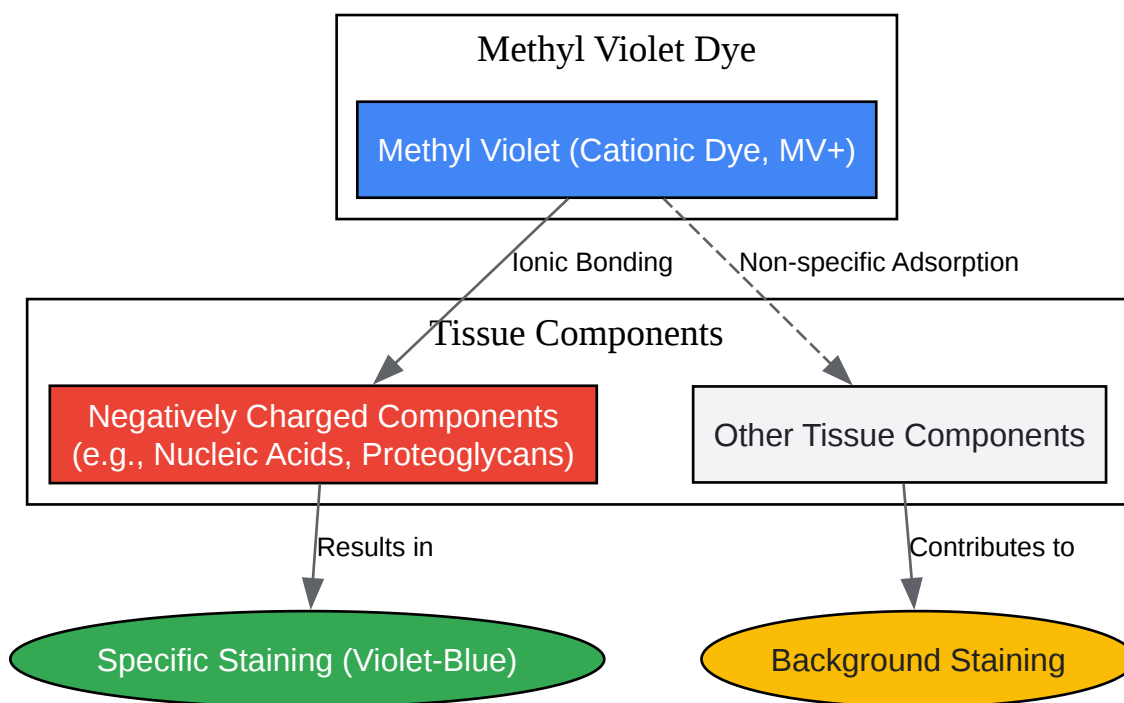 Methyl Violet Dye
Methyl Violet (Cationic Dye, MV+)
Ionic Bonding
Non-specific Adsorption
Tissue Components
Negatively Charged Components
(e.g., Nucleic Acids, Proteoglycans)
Other Tissue Components
Results in
Contributes to
Specific Staining (Violet-Blue)
Background Staining